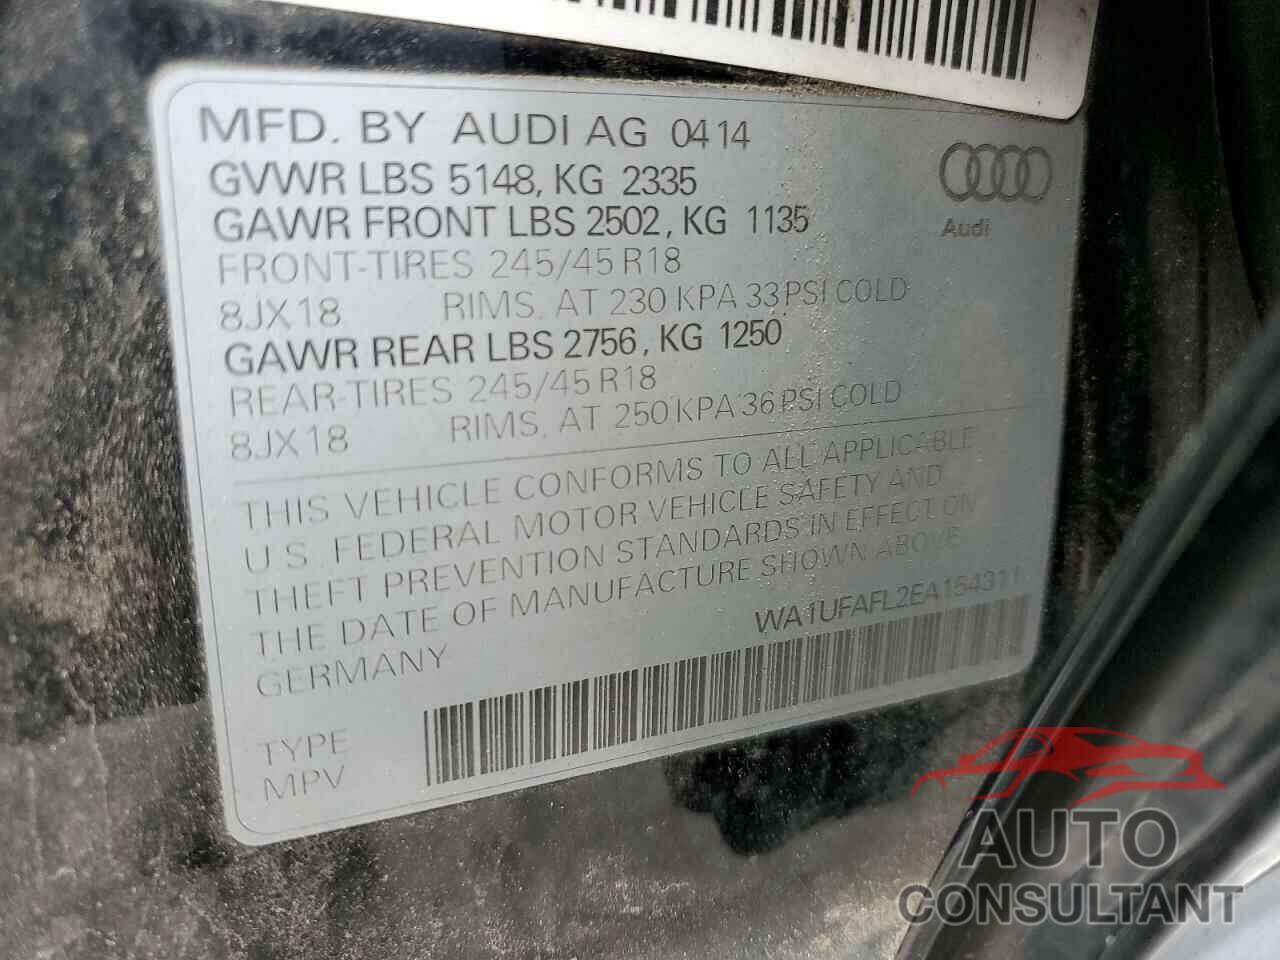 MFD. BY AUDI AG 0414
GVWR LBS 5148, KG 2335
GAWR FRONT LBS 2502, KG 1135
FRONT-TIRES 245/45 R18
8JX18 RIMS. AT 230 KPA 33 PSI COLD
GAWR REAR LBS 2756, KG 1250
REAR-TIRES 245/45 R18
8JX18 RIMS. AT 250 KPA 36 PSI COLD
Audi
THIS VEHICLE CONFORMS TO ALL APPLICABLE
U.S. FEDERAL MOTOR VEHICLE SAFETY AND
THEFT PREVENTION STANDARDS IN EFFECT ON
THE DATE OF MANUFACTURE SHOWN ABOVE
GERMANY
WA1UFAFL2EA154311
TYPE
MPV
AUTO
CONSULTANT